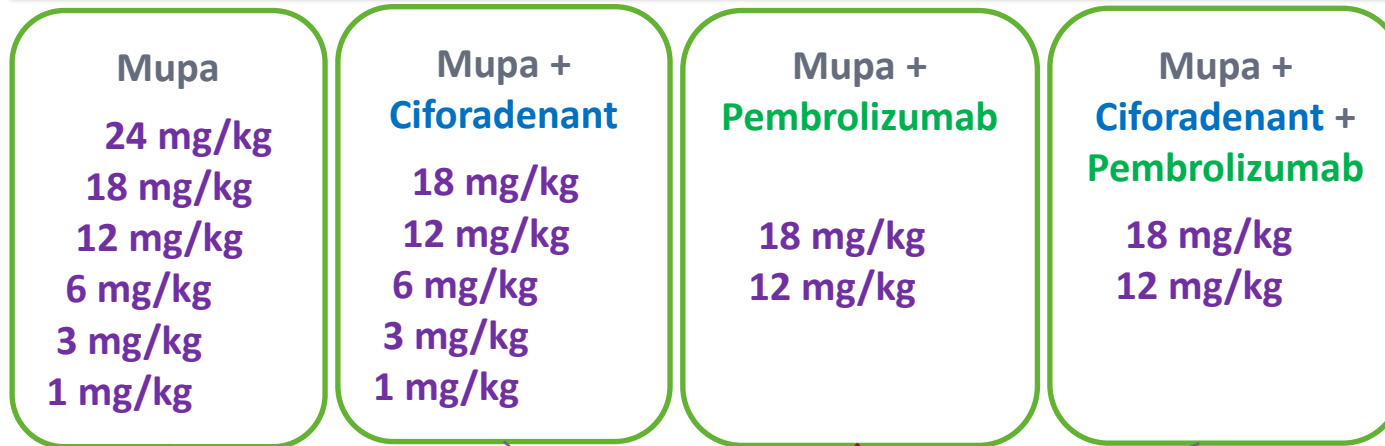 Mupa
24 mg/kg
18 mg/kg
12 mg/kg
6 mg/kg
3 mg/kg
1 mg/kg
Mupa +
Ciforadenant
18 mg/kg
12 mg/kg
6 mg/kg
3 mg/kg
1 mg/kg
Mupa +
Pembrolizumab
18 mg/kg
12 mg/kg
Mupa +
Ciforadenant +
Pembrolizumab
18 mg/kg
12 mg/kg